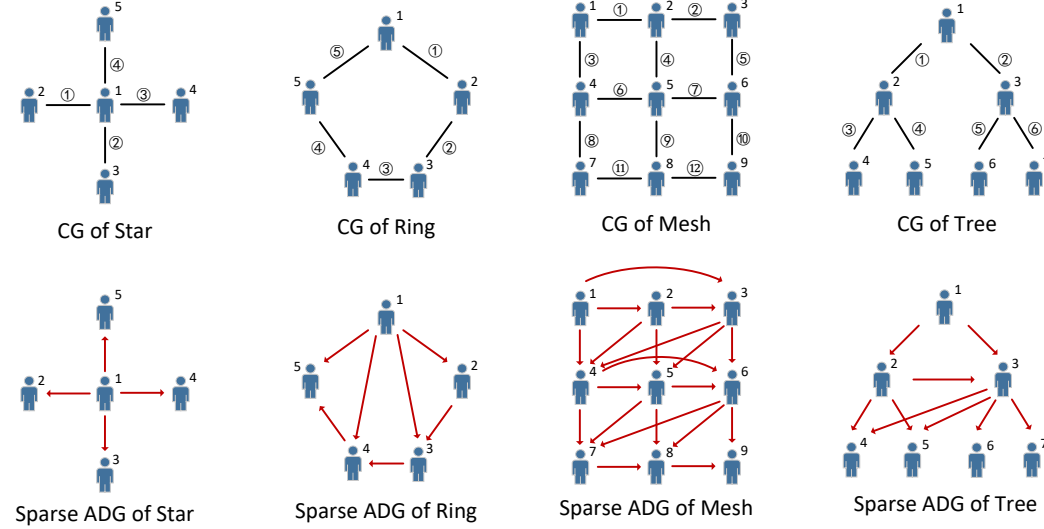 5
④
2 ① 1 ③ 4
②
3
CG of Star
1
⑤ ①
5 2
④ ②
4 ③ 3
CG of Ring
1 ① 2 ② 3
③ ④ ⑤
4 ⑥ 5 ⑦ 6
⑧ ⑨ ⑩
7 ⑪ 8 ⑫ 9
CG of Mesh
1
① ②
2 3
③ ④ ⑤ ⑥
4 5 6
CG of Tree
5
2 1 4
3
Sparse ADG of Star
1
5 2
4 3
Sparse ADG of Ring
1 2 3
4 5 6
7 8 9
Sparse ADG of Mesh
1
2 3
4 5 6 7
Sparse ADG of Tree